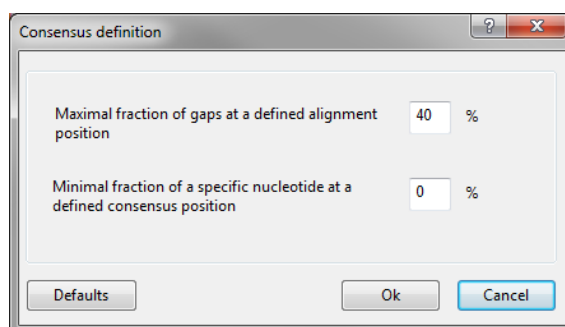 Consensus definition
?
Maximal fraction of gaps at a defined alignment
position
40 %
Minimal fraction of a specific nucleotide at a
defined consensus position
0 %
Defaults Ok Cancel